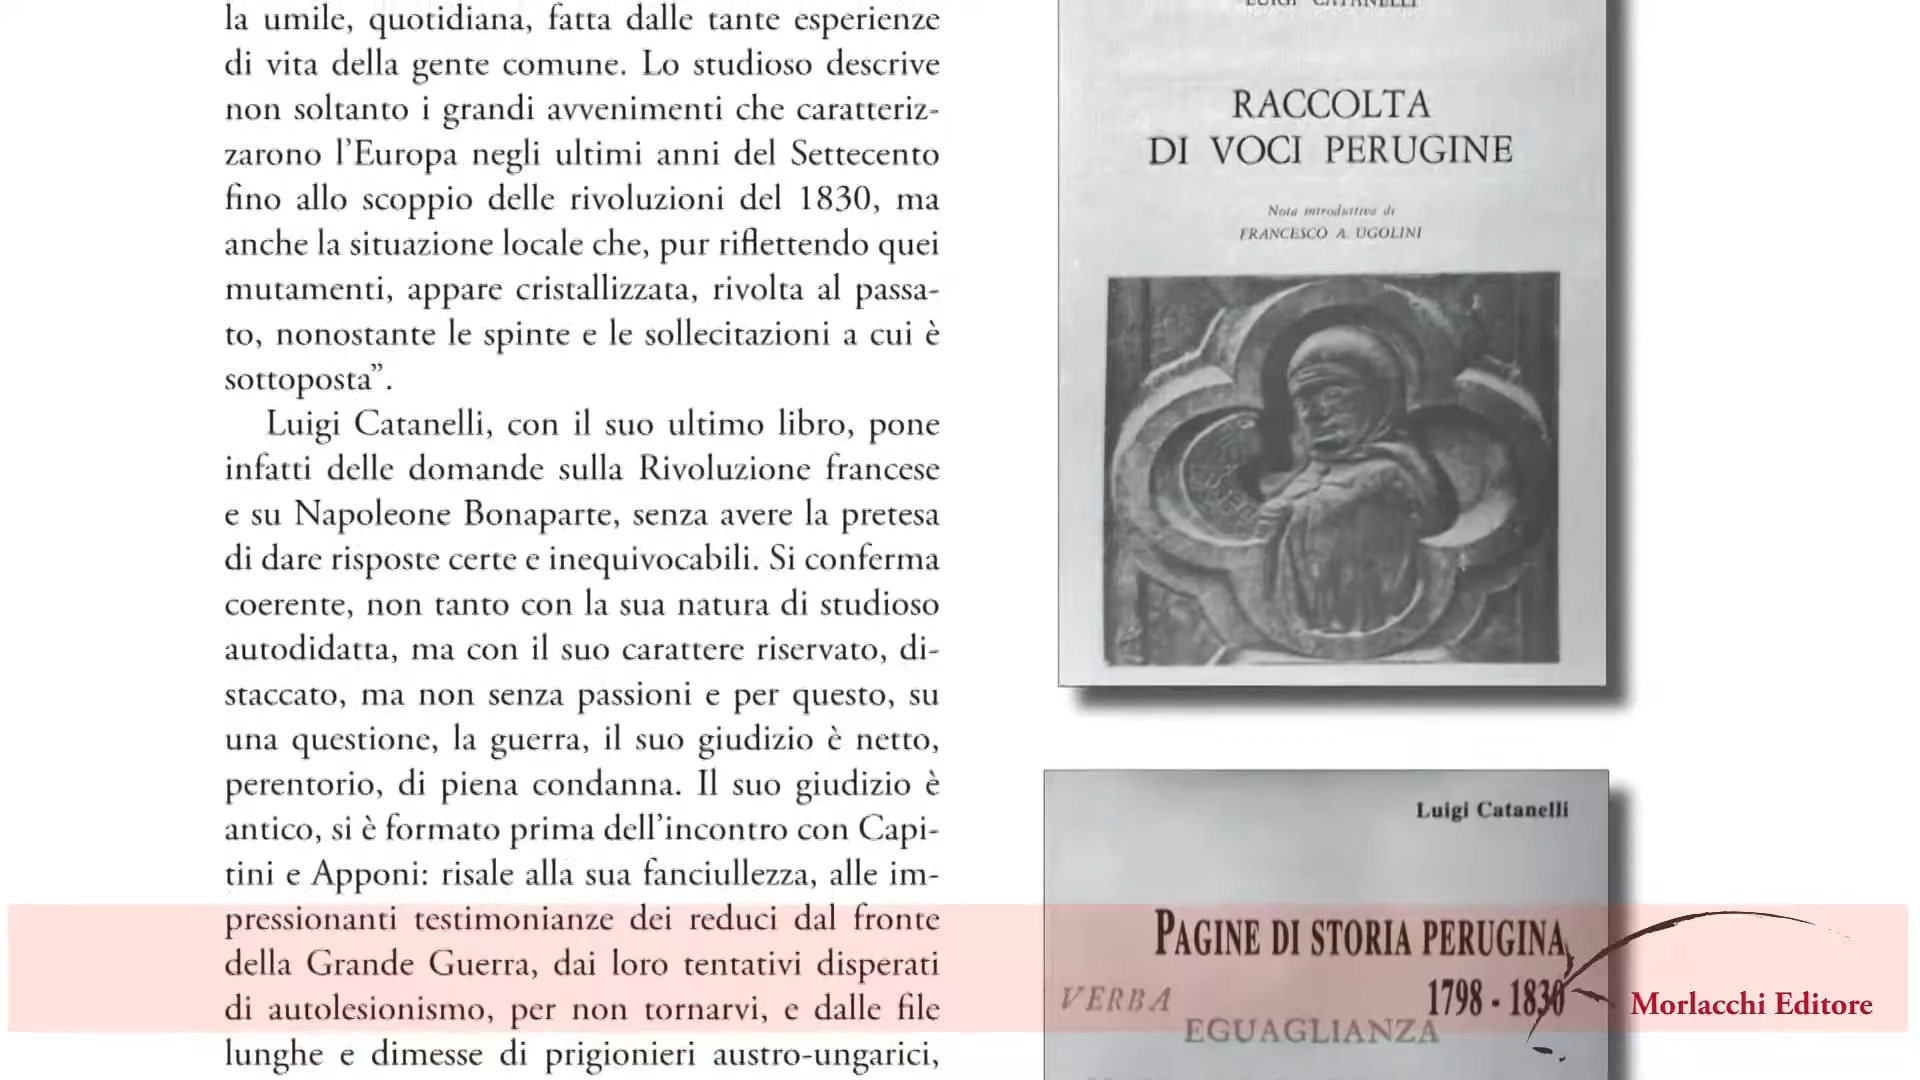 la umile, quotidiana, fatta dalle tante esperienze
di vita della gente comune. Lo studioso descrive
non soltanto i grandi avvenimenti che caratteriz-
zarono l’Europa negli ultimi anni del Settecento
fino allo scoppio delle rivoluzioni del 1830, ma
anche la situazione locale che, pur riflettendo quei
mutamenti, appare cristallizzata, rivolta al passa-
to, nonostante le spinte e le sollecitazioni a cui è
sottoposta”.
Luigi Catanelli, con il suo ultimo libro, pone
infatti delle domande sulla Rivoluzione francese
e su Napoleone Bonaparte, senza avere la pretesa
di dare risposte certe e inequivocabili. Si conferma
coerente, non tanto con la sua natura di studioso
autodidatta, ma con il suo carattere riservato, di-
staccato, ma non senza passioni e per questo, su
una questione, la guerra, il suo giudizio è netto,
perentorio, di piena condanna. Il suo giudizio è
antico, si è formato prima dell’incontro con Capi-
tini e Apponi: risale alla sua fanciullezza, alle im-
pressionanti testimonianze dei reduci dal fronte
della Grande Guerra, dai loro tentativi disperati
di autolesionismo, per non tornarvi, e dalle file
lunghe e dimesse di prigionieri austro-ungarici,
LUIGI CATANELLI
RACCOLTA
DI VOCI PERUGINE
Nota introduttiva di
FRANCESCO A. UGOLINI
Luigi Catanelli
PAGINE DI STORIA PERUGINA
1798 - 1830
VERBA
EGUAGLIANZA
Morlacchi Editore